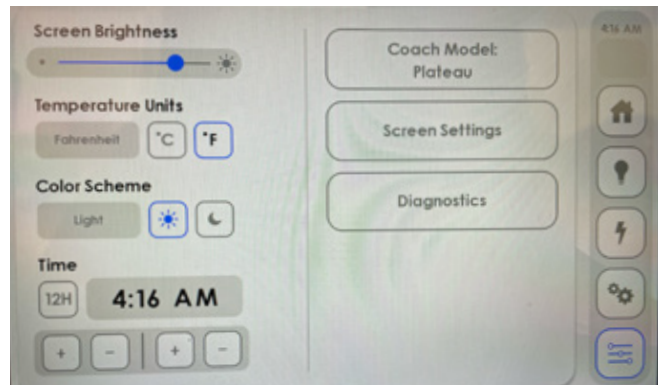 Screen Brightness
Temperature Units
Fahrenheit °C °F
Color Scheme
Light
Time
12H 4:16 AM
+ - + -
Coach Model:
Plateau
Screen Settings
Diagnostics
4:16 AM